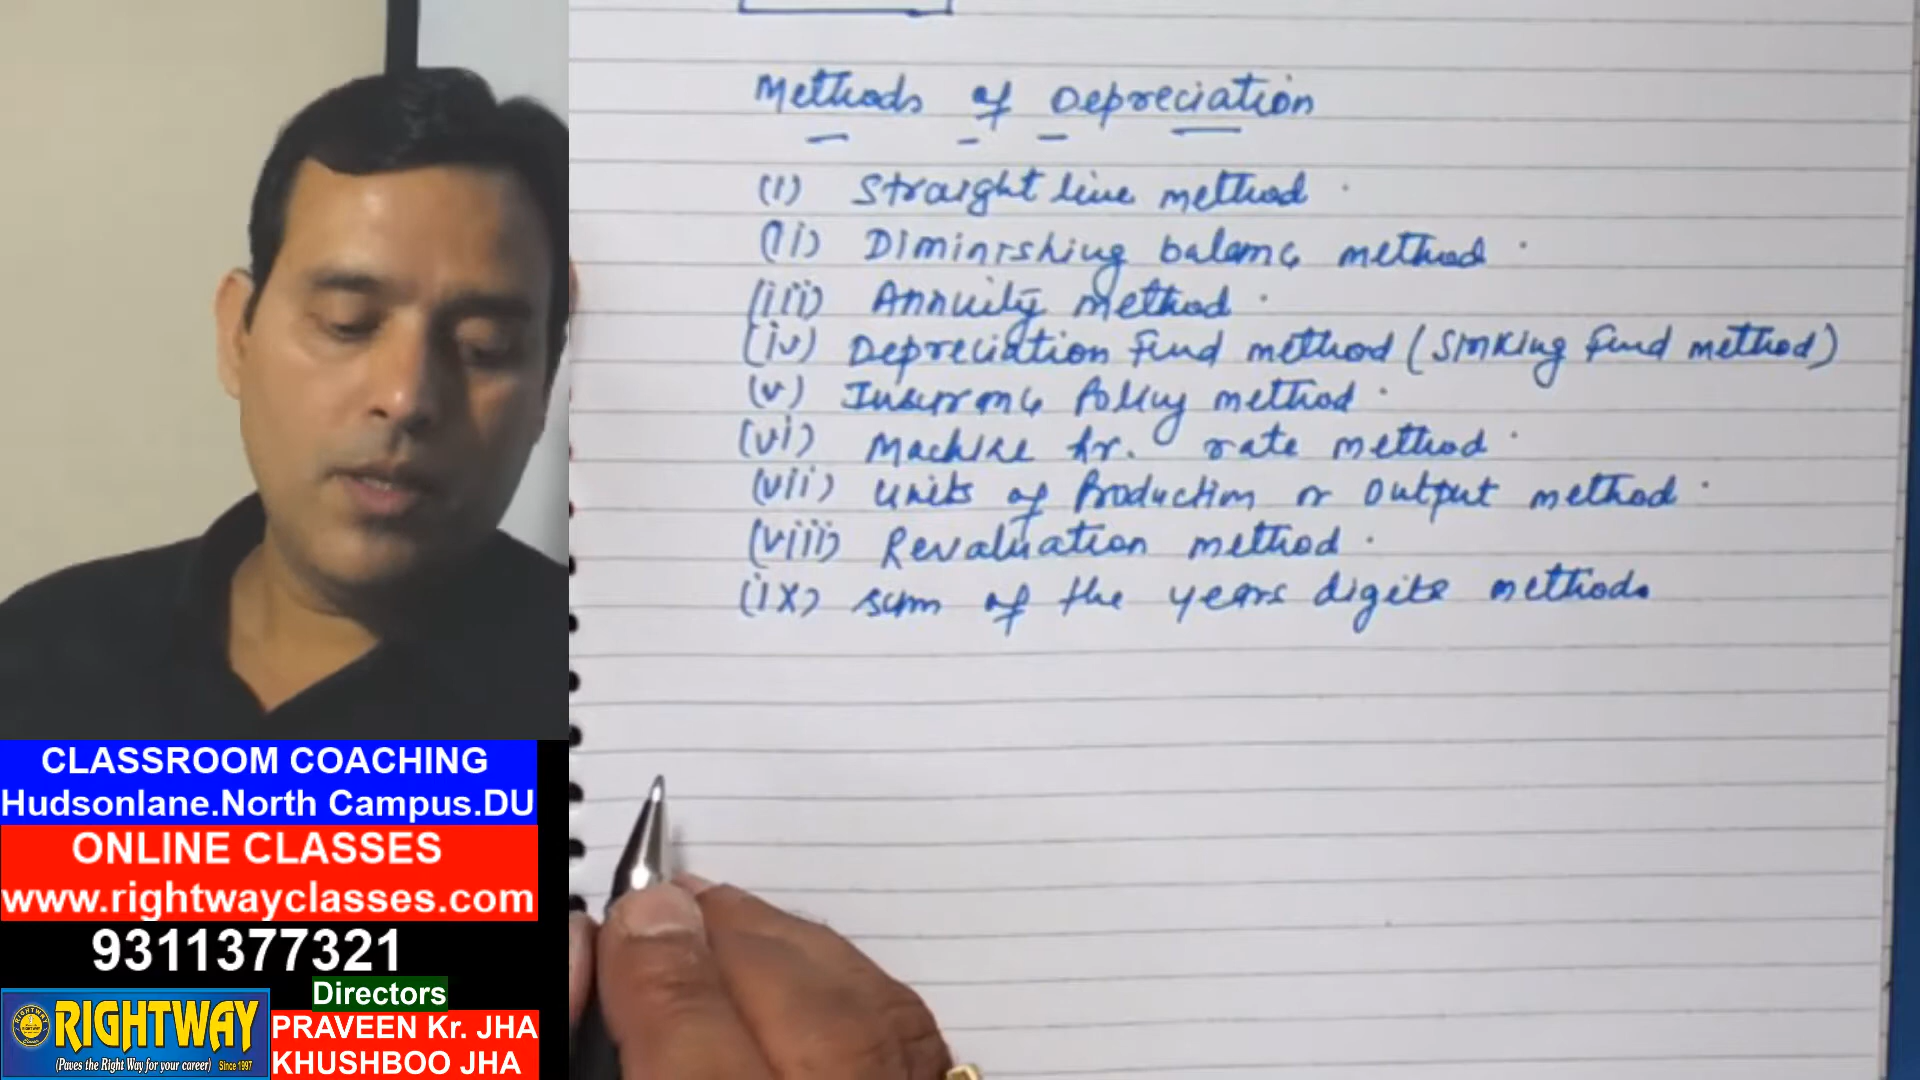 Methods of Depreciation
(i) Straight line method.
(ii) Diminishing balance method.
(iii) Annuity method.
(iv) Depreciation Fund method (Sinking Fund method)
(v) Insurance Policy method.
(vi) Machine hr. rate method.
(vii) Units of Production or Output method.
(viii) Revaluation method.
(ix) Sum of the years digits method.
CLASSROOM COACHING
Hudsonlane.North Campus.DU
ONLINE CLASSES
www.rightwayclasses.com
9311377321
Directors
RIGHTWAY
(Paves the Right Way for your career) Since 1997
PRAVEEN Kr. JHA
KHUSHBOO JHA